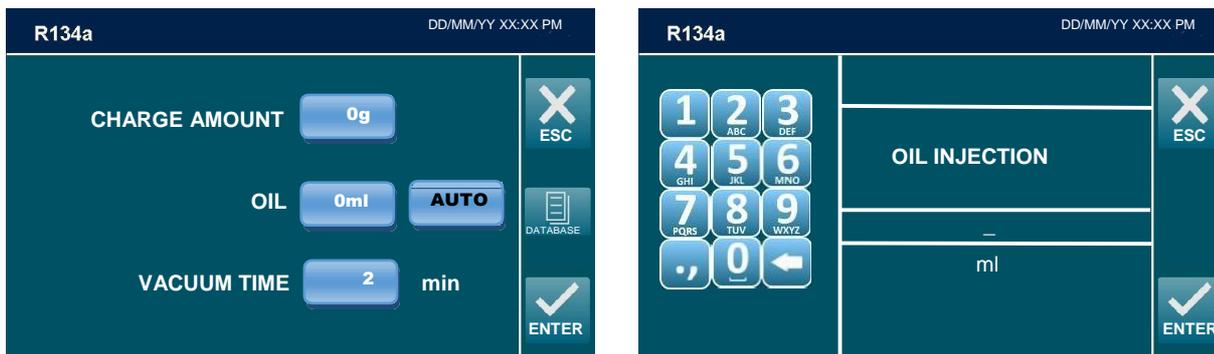 R134a DD/MM/YY XX:XX PM
CHARGE AMOUNT 0g
ESC
OIL 0ml AUTO
DATABASE
VACUUM TIME 2 min
ENTER
R134a DD/MM/YY XX:XX PM
1 2 3
ABC DEF
ESC
4 5 6
GHI JKL MNO
OIL INJECTION
7 8 9
PQRS TUV WXYZ
_
., 0
ml
ENTER